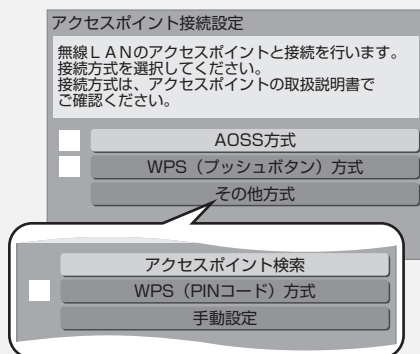 アクセスポイント接続設定
無線LANのアクセスポイントと接続を行います。
接続方式を選択してください。
接続方式は、アクセスポイントの取扱説明書で
ご確認ください。
AOSS方式
WPS（プッシュボタン）方式
その他方式
アクセスポイント検索
WPS（PINコード）方式
手動設定